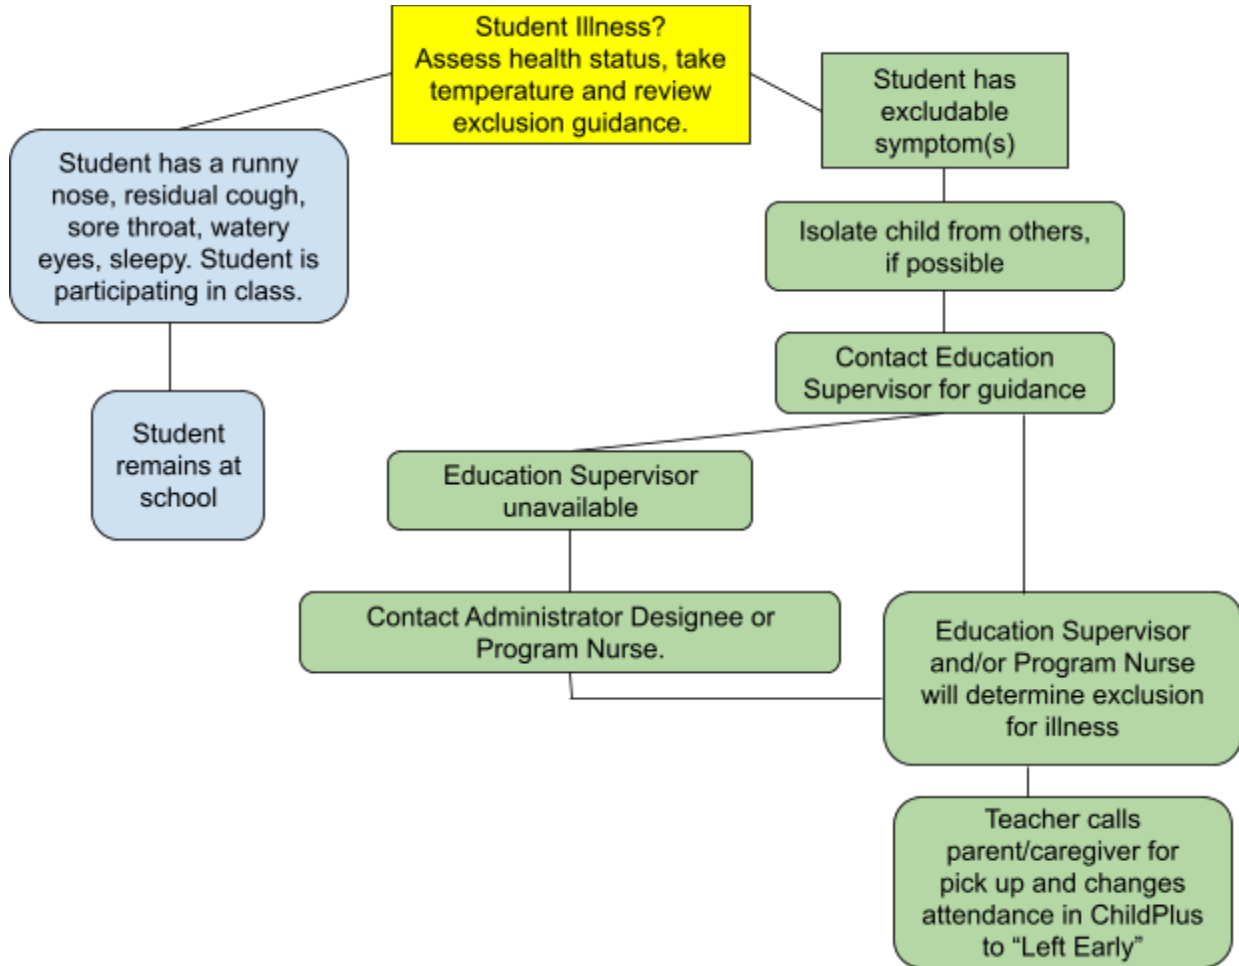 Student Illness?
Assess health status, take
temperature and review
exclusion guidance.
Student has
excludable
symptom(s)
Student has a runny
nose, residual cough,
sore throat, watery
eyes, sleepy. Student is
participating in class.
Isolate child from others,
if possible
Contact Education
Supervisor for guidance
Student
remains at
school
Education Supervisor
unavailable
Contact Administrator Designee or
Program Nurse.
Education Supervisor
and/or Program Nurse
will determine exclusion
for illness
Teacher calls
parent/caregiver for
pick up and changes
attendance in ChildPlus
to “Left Early”